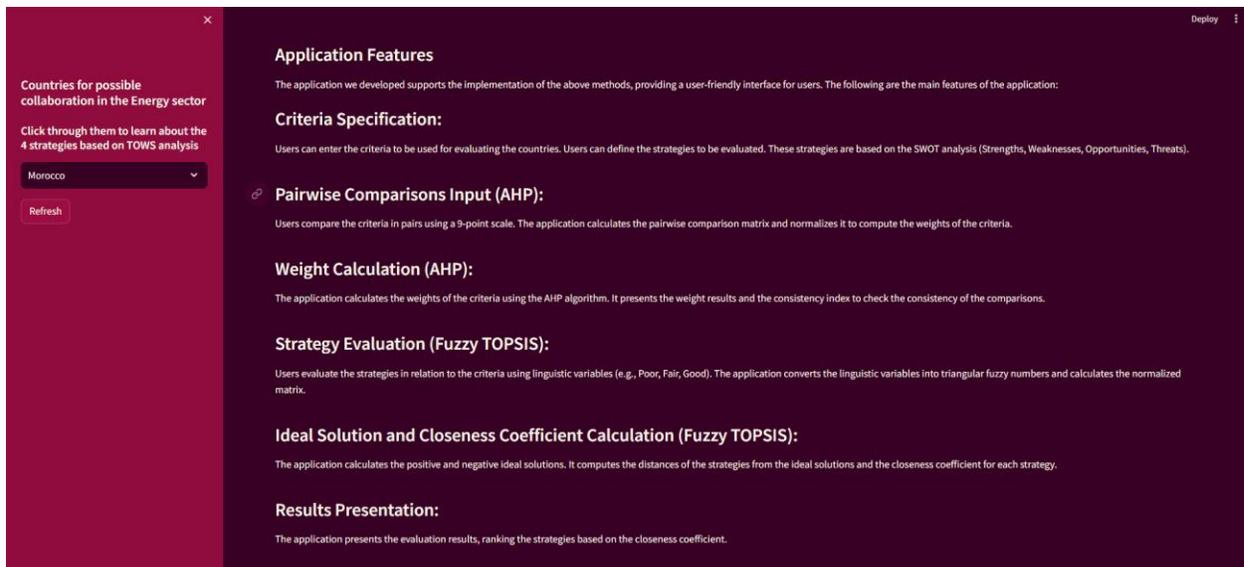 Countries for possible
collaboration in the Energy sector
Click through them to learn about the
4 strategies based on TOWS analysis
Morocco
Refresh
Deploy
Application Features
The application we developed supports the implementation of the above methods, providing a user-friendly interface for users. The following are the main features of the application:
Criteria Specification:
Users can enter the criteria to be used for evaluating the countries. Users can define the strategies to be evaluated. These strategies are based on the SWOT analysis (Strengths, Weaknesses, Opportunities, Threats).
Pairwise Comparisons Input (AHP):
Users compare the criteria in pairs using a 9-point scale. The application calculates the pairwise comparison matrix and normalizes it to compute the weights of the criteria.
Weight Calculation (AHP):
The application calculates the weights of the criteria using the AHP algorithm. It presents the weight results and the consistency index to check the consistency of the comparisons.
Strategy Evaluation (Fuzzy TOPSIS):
Users evaluate the strategies in relation to the criteria using linguistic variables (e.g., Poor, Fair, Good). The application converts the linguistic variables into triangular fuzzy numbers and calculates the normalized
matrix.
Ideal Solution and Closeness Coefficient Calculation (Fuzzy TOPSIS):
The application calculates the positive and negative ideal solutions. It computes the distances of the strategies from the ideal solutions and the closeness coefficient for each strategy.
Results Presentation:
The application presents the evaluation results, ranking the strategies based on the closeness coefficient.